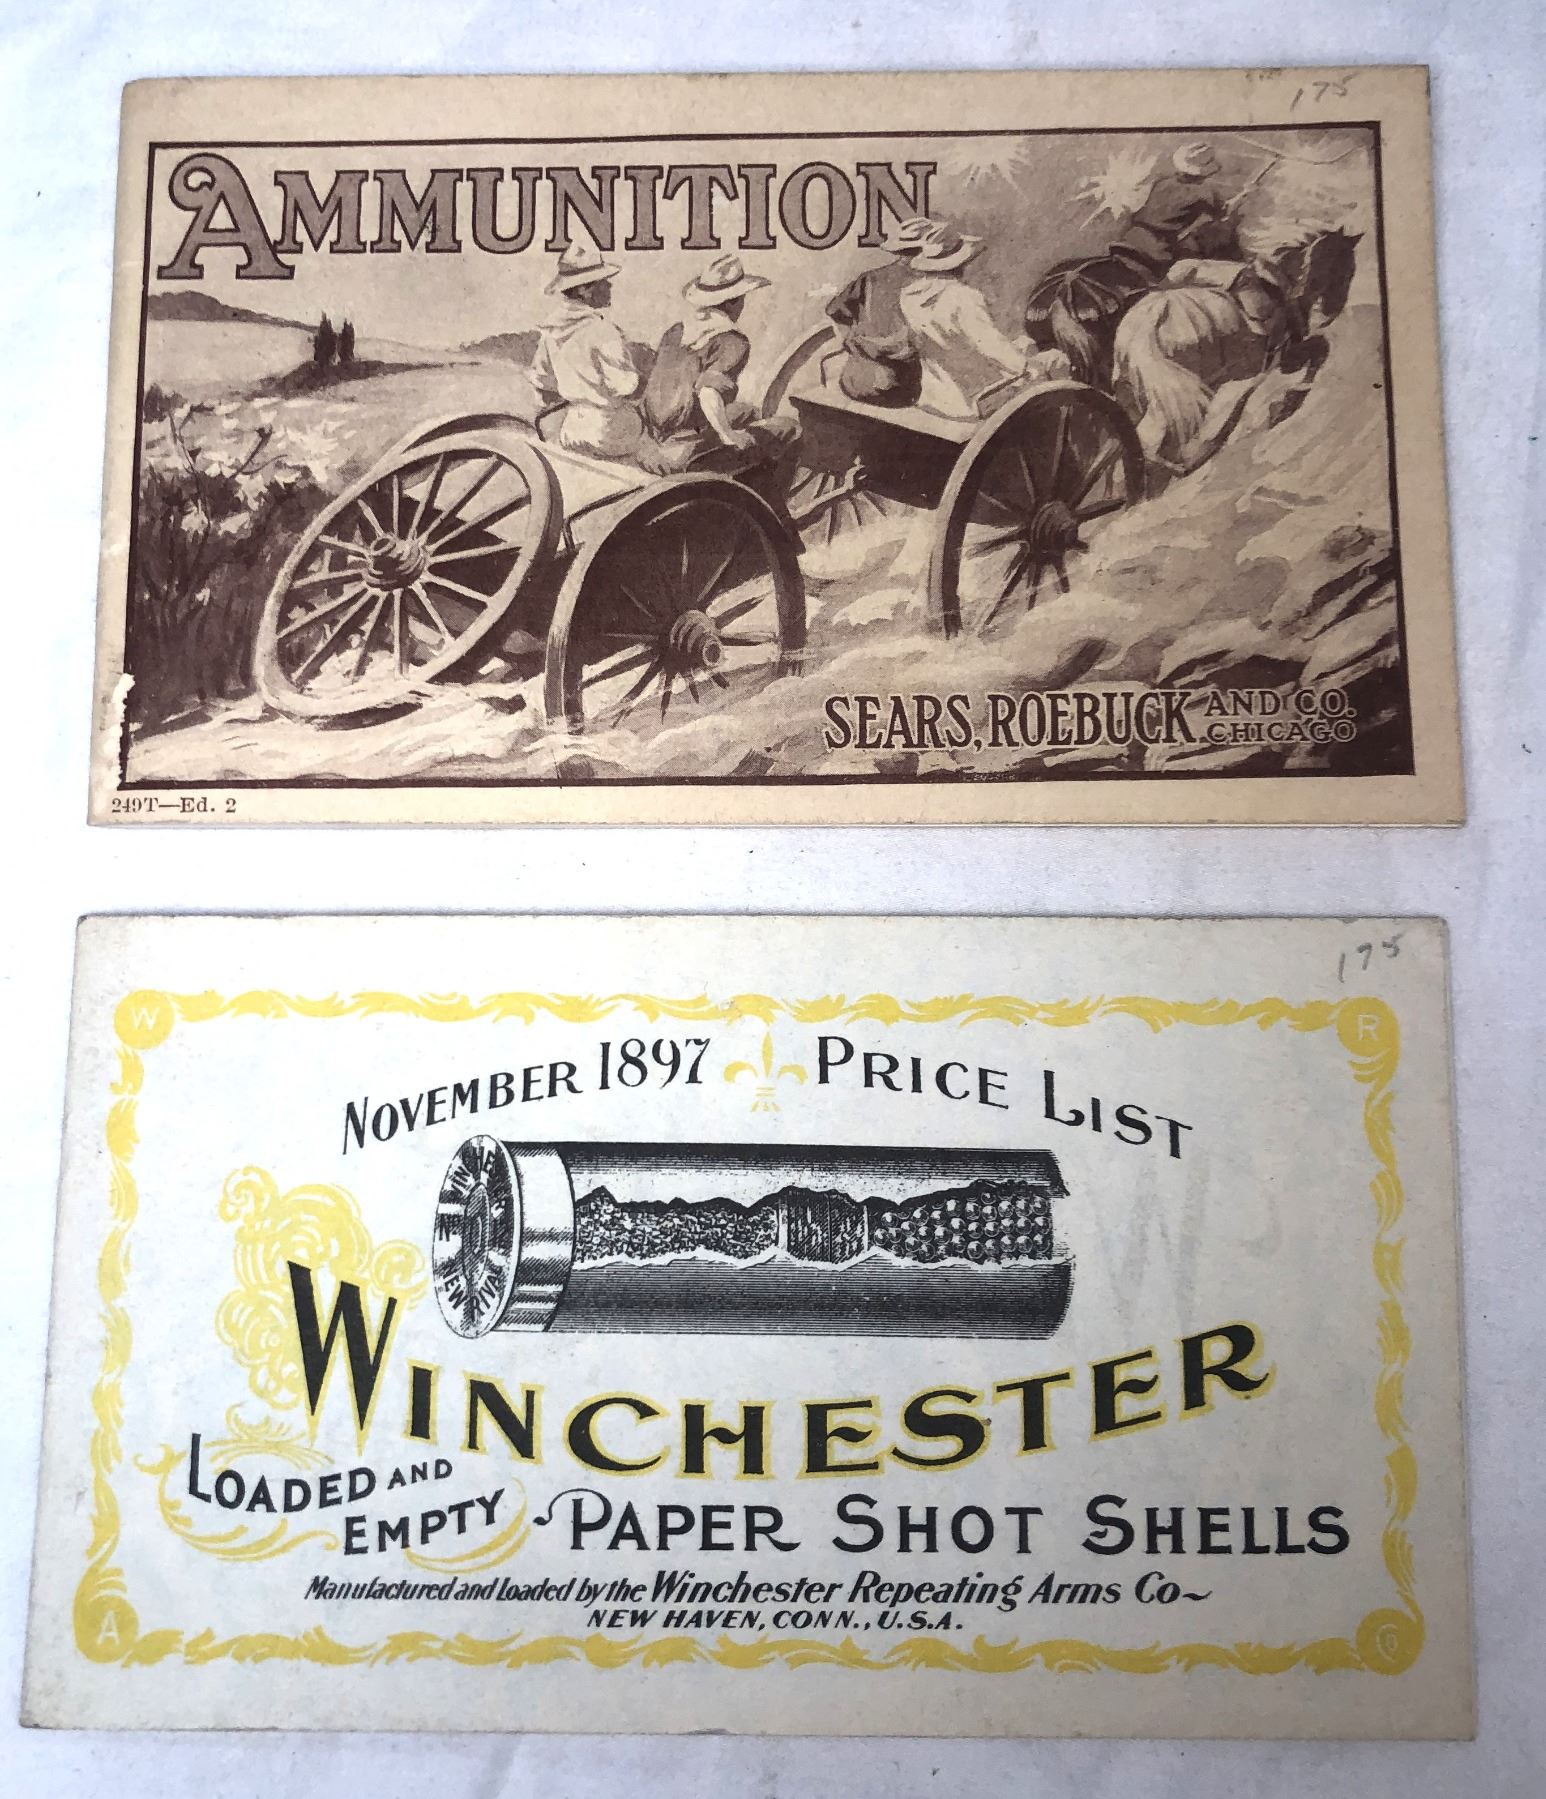 175
AMMUNITION
SEARS, ROEBUCK AND CO.
CHICAGO
249T—Ed. 2
175
W
R
NOVEMBER 1897 PRICE LIST
NEW RIVAL
WINCHESTER
LOADED AND
EMPTY PAPER SHOT SHELLS
Manufactured and Loaded by the Winchester Repeating Arms Co~
NEW HAVEN, CONN., U.S.A.
A